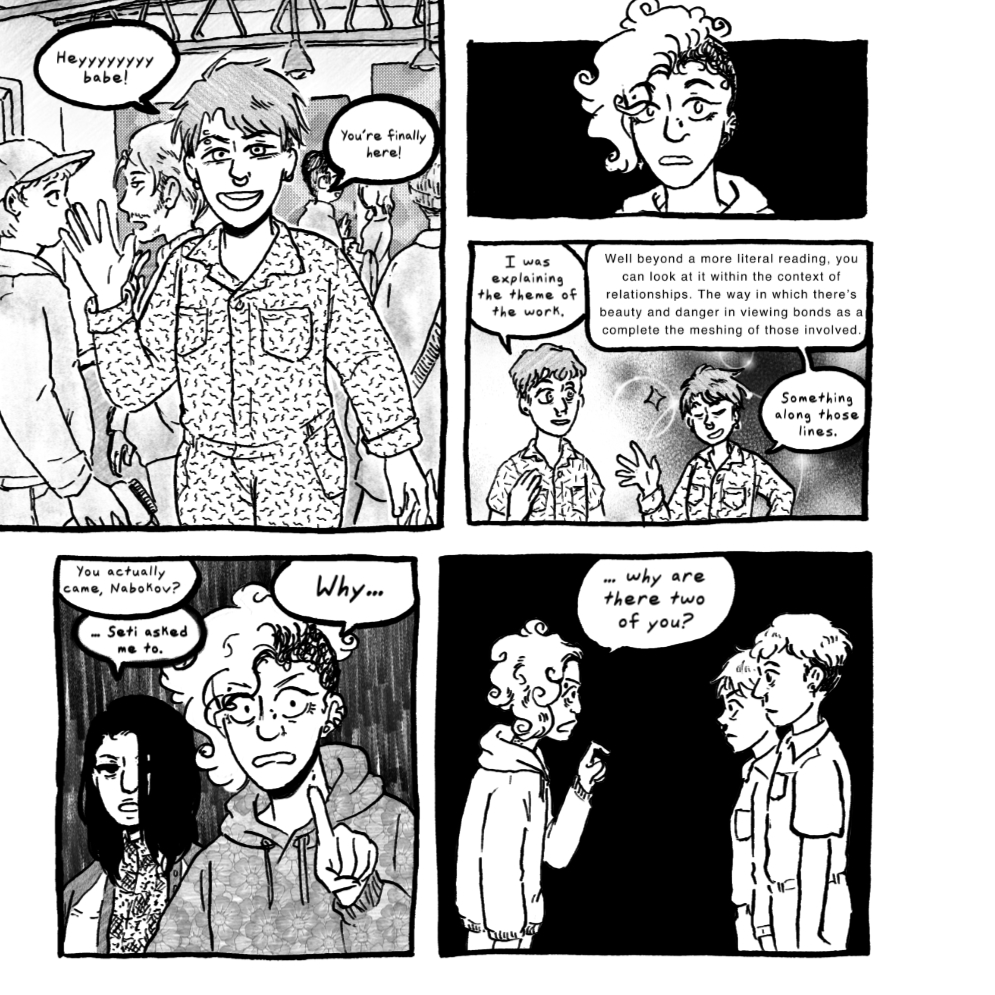 Heyyyyyyyyy
babe!
You're finally
here!
I was
explaining
the theme of
the work.
Well beyond a more literal reading, you
can look at it within the context of
relationships. The way in which there's
beauty and danger in viewing bonds as a
complete the meshing of those involved.
Something
along those
lines.
You actually
came, Nabokov?
... Seti asked
me to.
Why...
... why are
there two
of you?